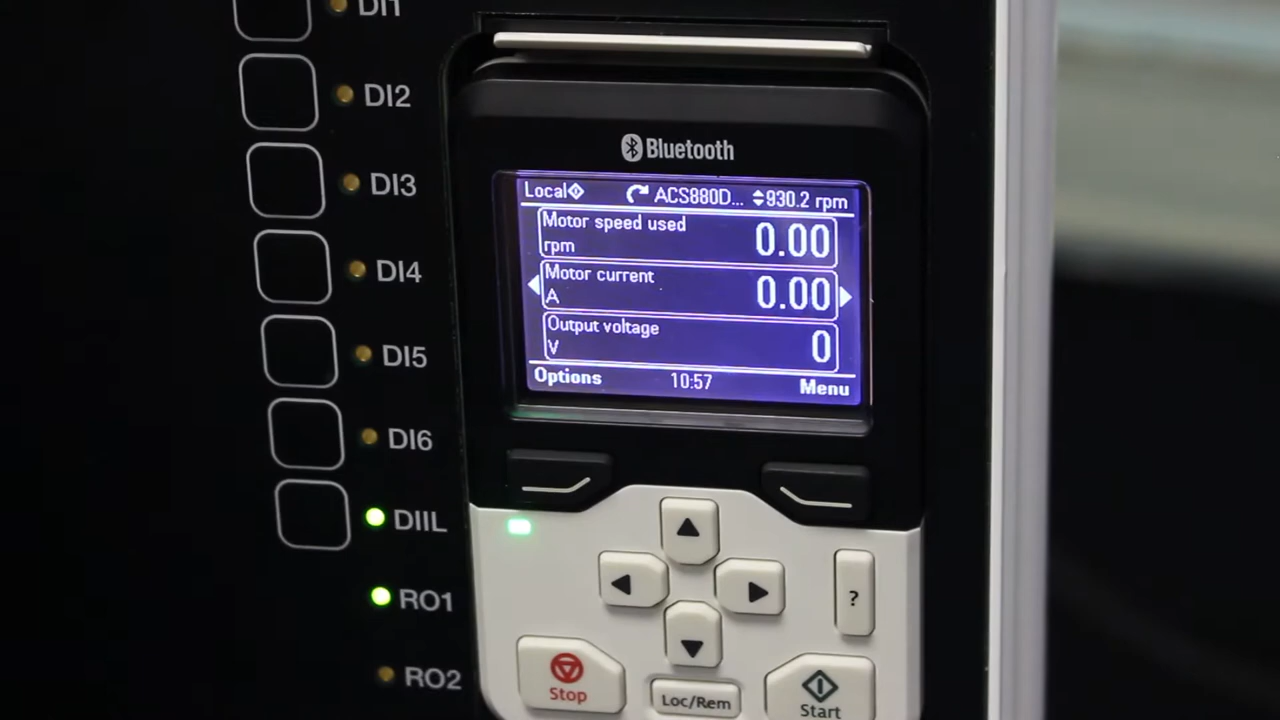 DI1
DI2
DI3
DI4
DI5
DI6
DIIL
RO1
RO2
Bluetooth
Local ACS880D... 930.2 rpm
Motor speed used
rpm 0.00
Motor current
A 0.00
Output voltage
V 0
Options 10:57 Menu
?
Stop Loc/Rem Start